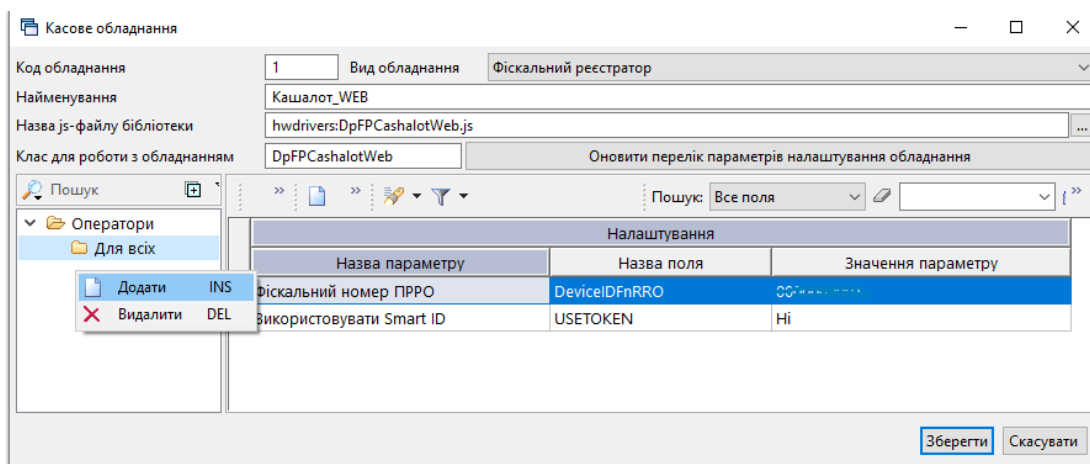 Касове обладнання
Код обладнання 1 Вид обладнання Фіскальний реєстратор
Найменування Кашалот_WEB
Назва js-файлу бібліотеки hwdrivers:DpFPCashalotWeb.js ...
Клас для роботи з обладнанням DpFPCashalotWeb Оновити перелік параметрів налаштування обладнання
Пошук Пошук: Все поля
Оператори
Для всіх
Налаштування
Назва параметру Назва поля Значення параметру
Додати INS
Видалити DEL
Фіскальний номер ПРРО DeviceIDFnRRO
Використовувати Smart ID USETOKEN Ні
Зберегти Скасувати